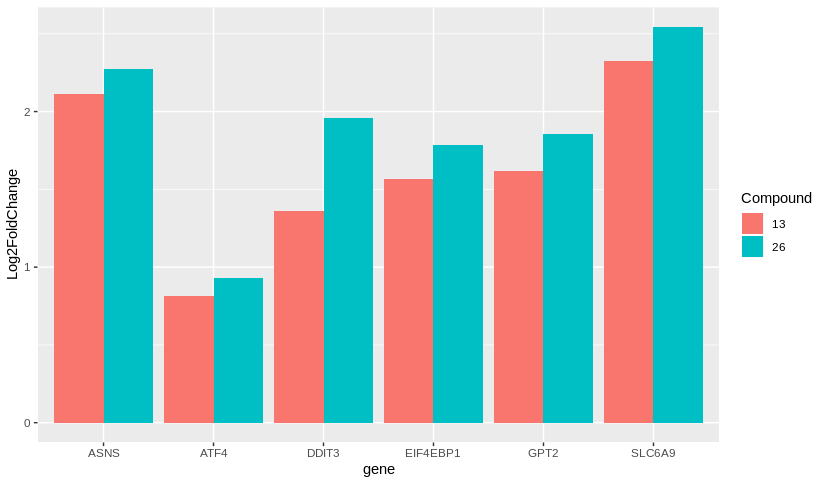 Log2FoldChange
2
1
0
ASNS ATF4 DDIT3 EIF4EBP1 GPT2 SLC6A9
gene
Compound
13
26